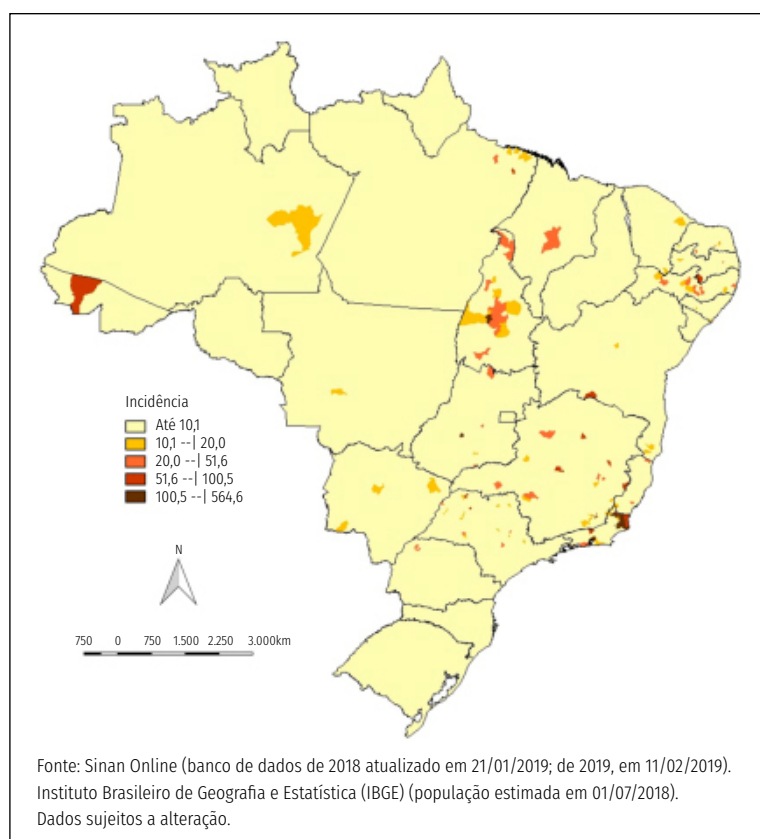 Incidência
Até 10,1
10,1 --| 20,0
20,0 --| 51,6
51,6 --| 100,5
100,5 --| 564,6
N
750 0 750 1.500 2.250 3.000km
Fonte: Sinan Online (banco de dados de 2018 atualizado em 21/01/2019; de 2019, em 11/02/2019).
Instituto Brasileiro de Geografia e Estatística (IBGE) (população estimada em 01/07/2018).
Dados sujeitos a alteração.